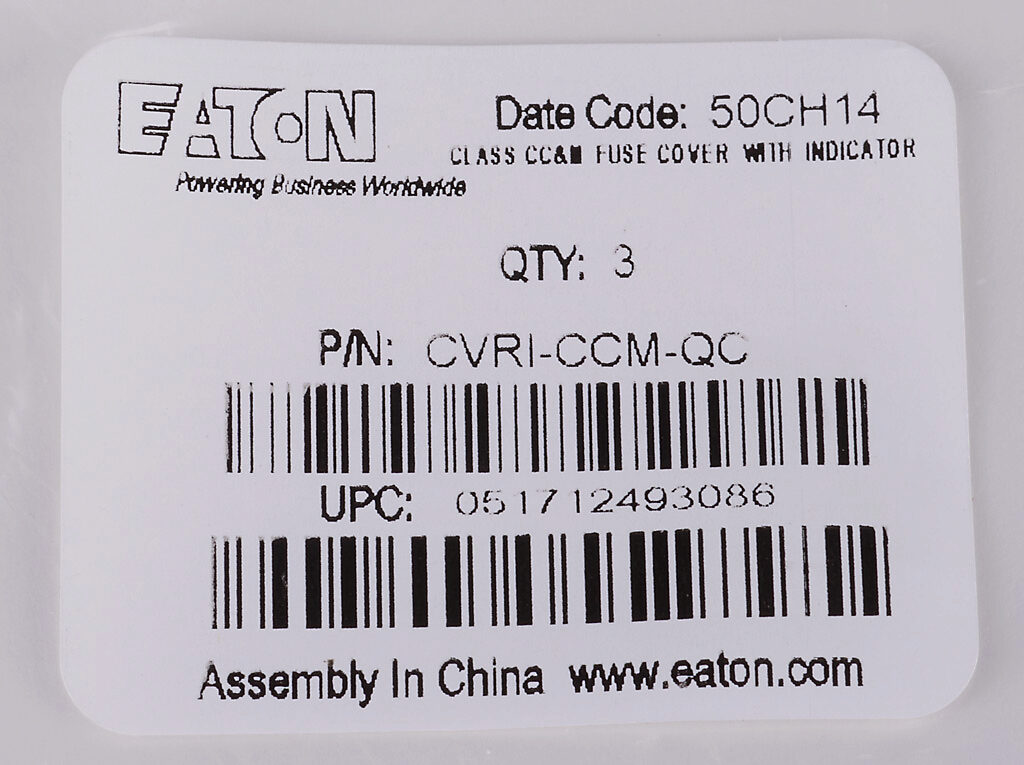 EATON
Powering Business Worldwide
Date Code: 50CH14
CLASS CC&M FUSE COVER WITH INDICATOR
QTY: 3
P/N: CVRI-CCM-QC
UPC: 051712493086
Assembly In China www.eaton.com